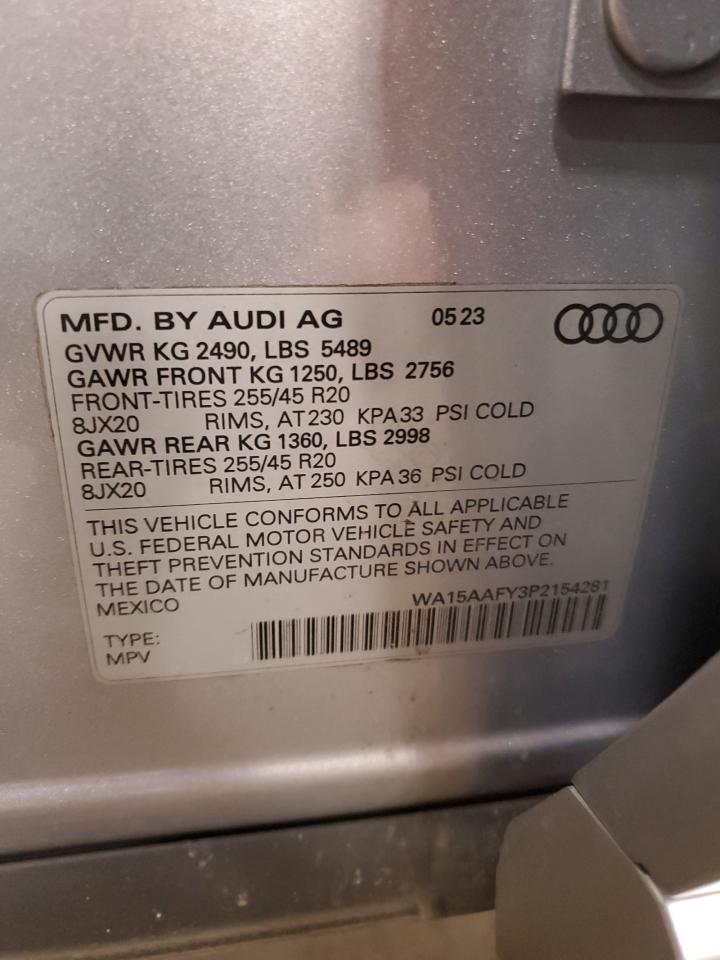 MFD. BY AUDI AG 05 23
GVWR KG 2490, LBS 5489
GAWR FRONT KG 1250, LBS 2756
FRONT-TIRES 255/45 R20
8JX20 RIMS, AT 230 KPA 33 PSI COLD
GAWR REAR KG 1360, LBS 2998
REAR-TIRES 255/45 R20
8JX20 RIMS, AT 250 KPA 36 PSI COLD
THIS VEHICLE CONFORMS TO ALL APPLICABLE
U.S. FEDERAL MOTOR VEHICLE SAFETY AND
THEFT PREVENTION STANDARDS IN EFFECT ON
THE DATE OF MANUFACTURE SHOWN ABOVE.
MEXICO WA15AAFY3P2154281
TYPE:
MPV